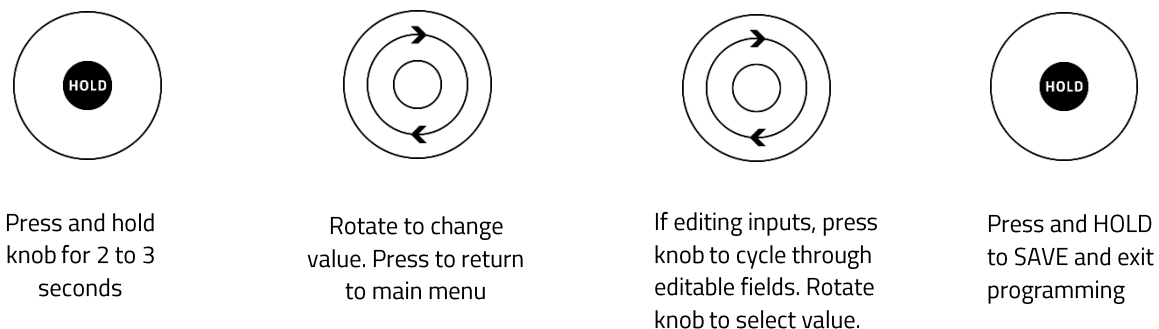 HOLD
Press and hold
knob for 2 to 3
seconds
Rotate to change
value. Press to return
to main menu
If editing inputs, press
knob to cycle through
editable fields. Rotate
knob to select value.
HOLD
Press and HOLD
to SAVE and exit
programming